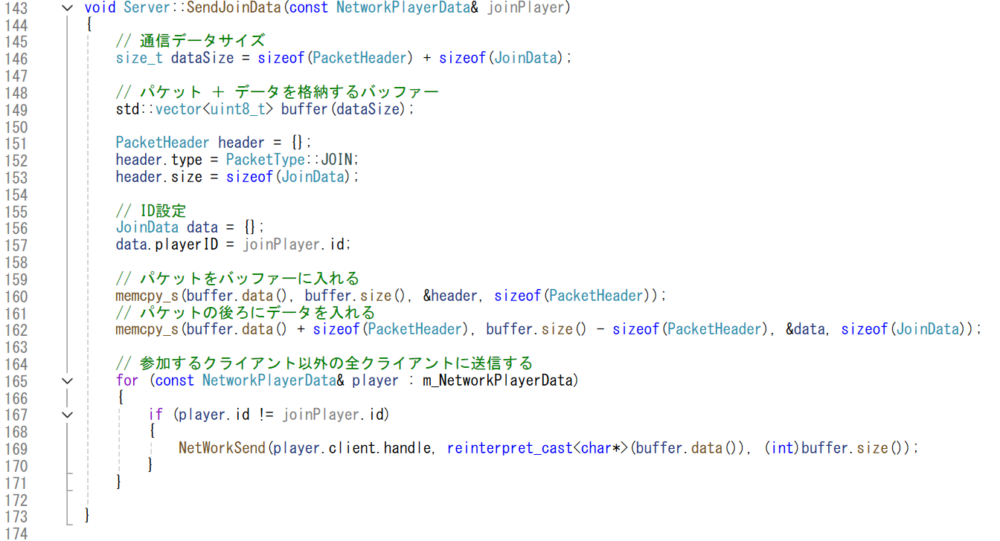 143 void Server::SendJoinData(const NetworkPlayerData& joinPlayer)
144 {
145 // 通信データサイズ
146 size_t dataSize = sizeof(PacketHeader) + sizeof(JoinData);
147
148 // パケット ＋ データを格納するバッファー
149 std::vector<uint8_t> buffer(dataSize);
150
151 PacketHeader header = {};
152 header.type = PacketType::JOIN;
153 header.size = sizeof(JoinData);
154
155 // ID設定
156 JoinData data = {};
157 data.playerID = joinPlayer.id;
158
159 // パケットをバッファーに入れる
160 memcpy_s(buffer.data(), buffer.size(), &header, sizeof(PacketHeader));
161 // パケットの後ろにデータを入れる
162 memcpy_s(buffer.data() + sizeof(PacketHeader), buffer.size() - sizeof(PacketHeader), &data, sizeof(JoinData));
163
164 // 参加するクライアント以外の全クライアントに送信する
165 for (const NetworkPlayerData& player : m_NetworkPlayerData)
166 {
167 if (player.id != joinPlayer.id)
168 {
169 NetWorkSend(player.client.handle, reinterpret_cast<char*>(buffer.data()), (int)buffer.size());
170 }
171 }
172
173 }
174